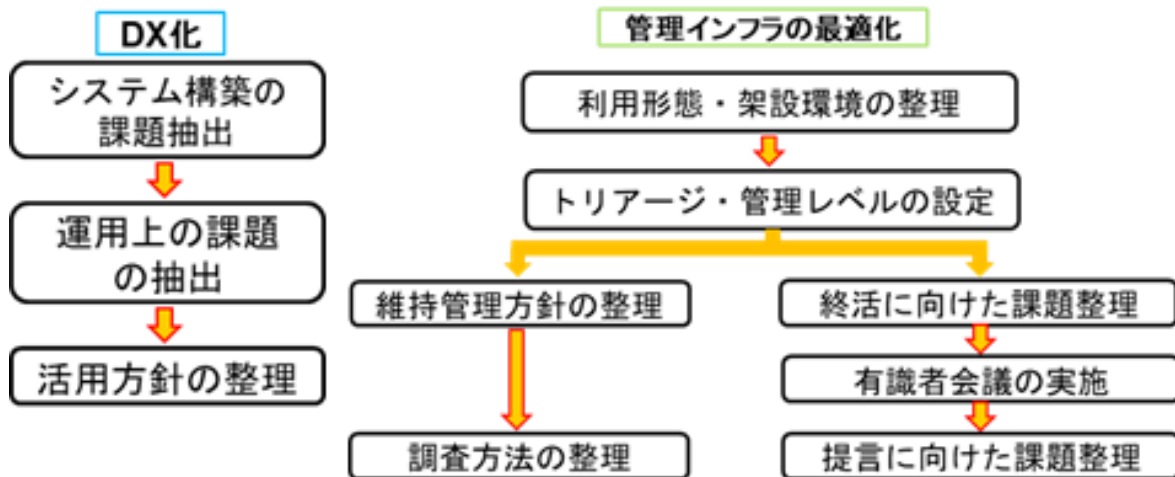 DX化
システム構築の
課題抽出
運用上の課題
の抽出
活用方針の整理
管理インフラの最適化
利用形態・架設環境の整理
トリアージ・管理レベルの設定
維持管理方針の整理
調査方法の整理
終活に向けた課題整理
有識者会議の実施
提言に向けた課題整理